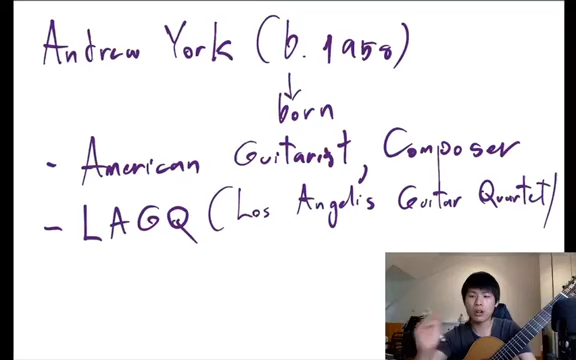 Andrew York (b. 1958)
↓
born
- American Guitarist, Composer
- LAGQ (Los Angelis Guitar Quartet)